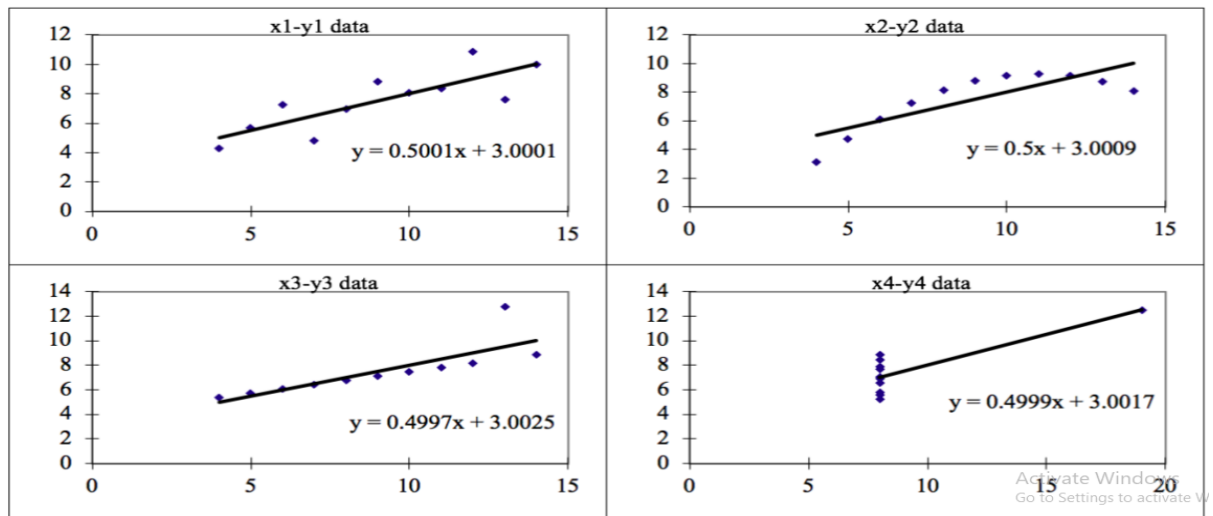 x1-y1 data
12
10
8
6
4
2
0
y = 0.5001x + 3.0001
0 5 10 15
x2-y2 data
12
10
8
6
4
2
0
y = 0.5x + 3.0009
0 5 10 15
x3-y3 data
14
12
10
8
6
4
2
0
y = 0.4997x + 3.0025
0 5 10 15
x4-y4 data
14
12
10
8
6
4
2
0
y = 0.4999x + 3.0017
0 5 10 15 20
Activate Windows
Go to Settings to activate W